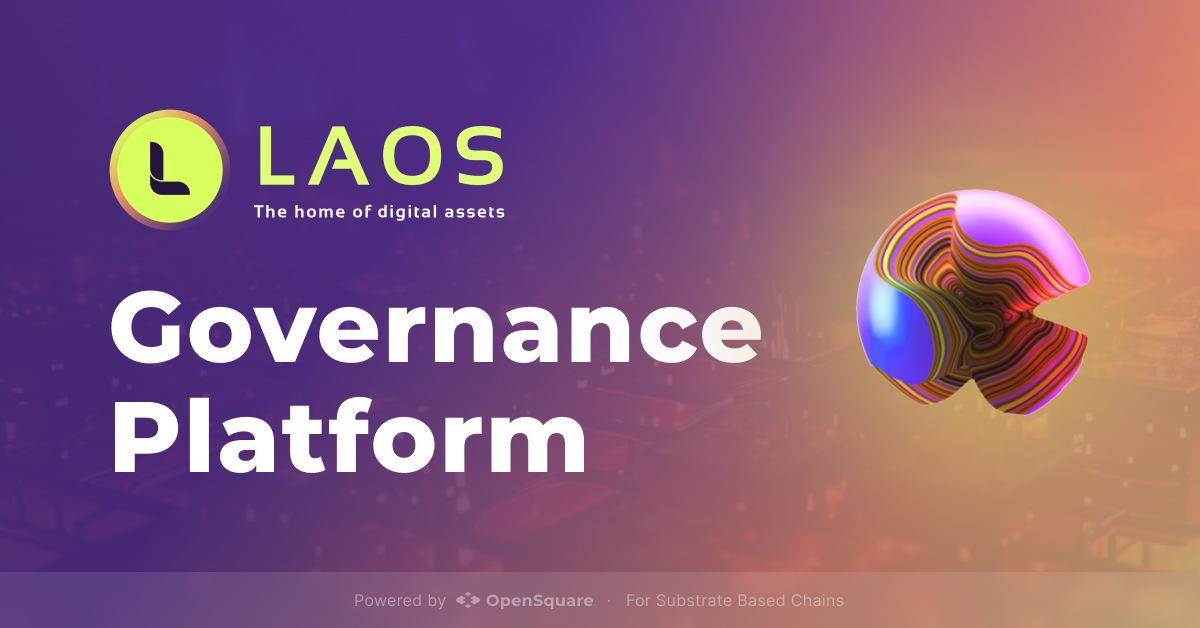 LAOS
The home of digital assets
Governance
Platform
Powered by OpenSquare · For Substrate Based Chains